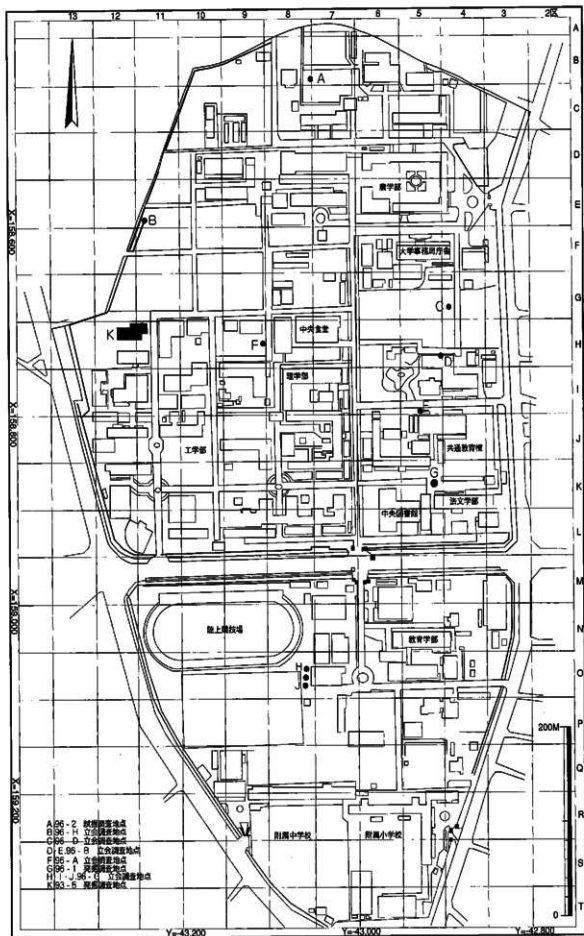 13 12 11 10 9 8 7 6 5 4 3 2区
A
B
C
D
E
F
G
H
I
J
K
L
M
N
O
P
Q
R
S
T
A
B
農学部
大学事務局庁舎
C
K
F
中央食堂
理学部
E
工学部
共通教育棟
G
法文学部
中央図書館
陸上競技場
教育学部
H
I
J
200M
0
附属中学校
附属小学校
X=158,600
X=158,800
X=159,000
X=159,200
A,96-2 試掘調査地点
B,96-H 立会調査地点
C,96-D 立会調査地点
D・E,96-B 立会調査地点
F,96-A 立会調査地点
G,96-1 発掘調査地点
H・I・J,96-G 立会調査地点
K,93-5 発掘調査地点
Y=-43,200
Y=-43,000
Y=-42,800